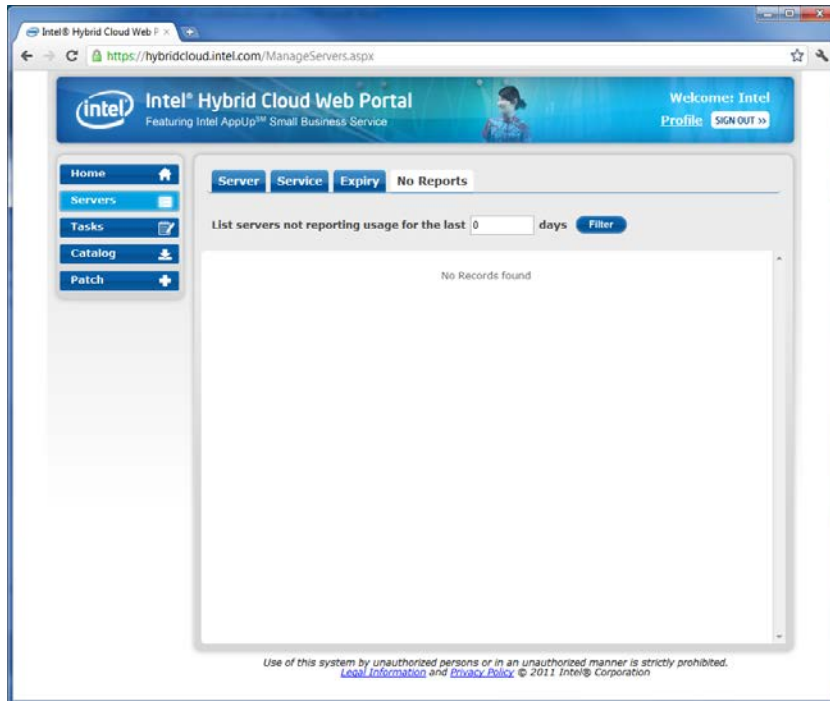 Intel® Hybrid Cloud Web P
https://hybridcloud.intel.com/ManageServers.aspx
intel
Intel® Hybrid Cloud Web Portal
Featuring Intel AppUp℠ Small Business Service
Welcome: Intel
Profile SIGN OUT »
Home
Servers
Tasks
Catalog
Patch
Server Service Expiry No Reports
List servers not reporting usage for the last 0 days Filter
No Records found
Use of this system by unauthorized persons or in an unauthorized manner is strictly prohibited.
Legal Information and Privacy Policy © 2011 Intel® Corporation